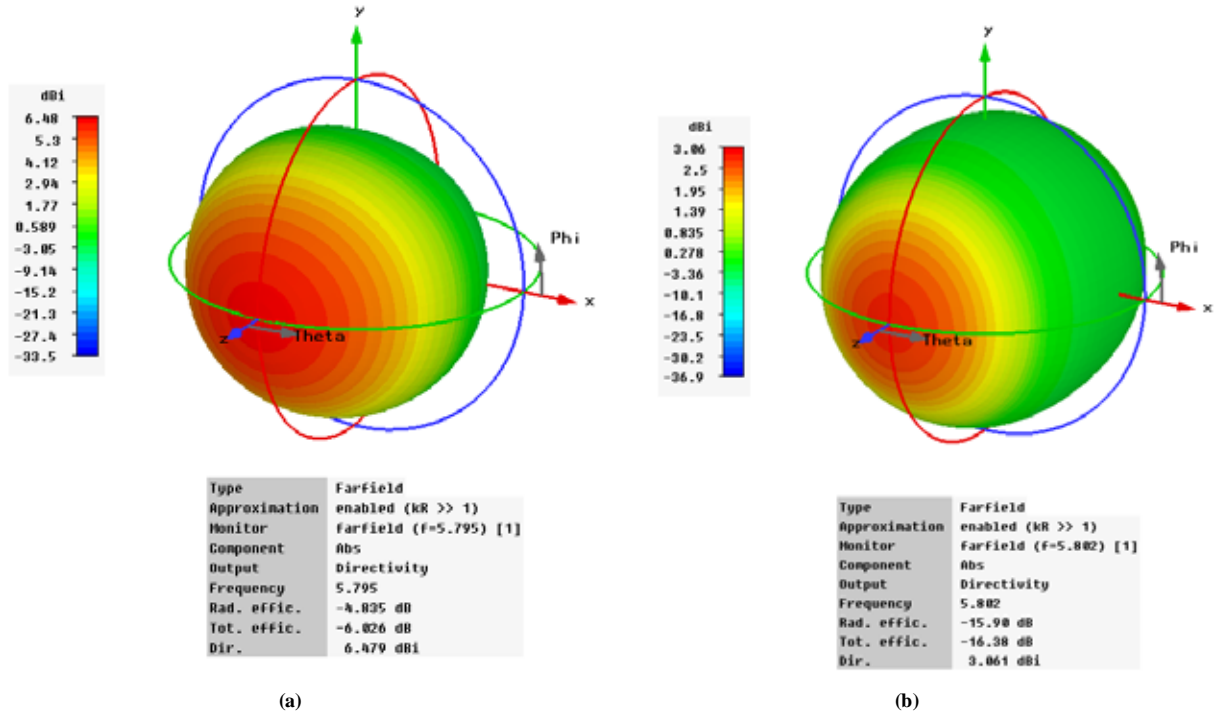 y
dBi
6.48
5.3
4.12
2.94
1.77
0.589
-3.05
-9.14
-15.2
-21.3
-27.4
-33.5
Phi
x
z
Theta
Type Farfield
Approximation enabled (kR >> 1)
Monitor farfield (f=5.795) [1]
Component Abs
Output Directivity
Frequency 5.795
Rad. effic. -4.835 dB
Tot. effic. -6.026 dB
Dir. 6.479 dBi
(a)
y
dBi
3.06
2.5
1.95
1.39
0.835
0.278
-3.36
-10.1
-16.8
-23.5
-30.2
-36.9
Phi
x
z
Theta
Type Farfield
Approximation enabled (kR >> 1)
Monitor farfield (f=5.802) [1]
Component Abs
Output Directivity
Frequency 5.802
Rad. effic. -15.90 dB
Tot. effic. -16.38 dB
Dir. 3.061 dBi
(b)